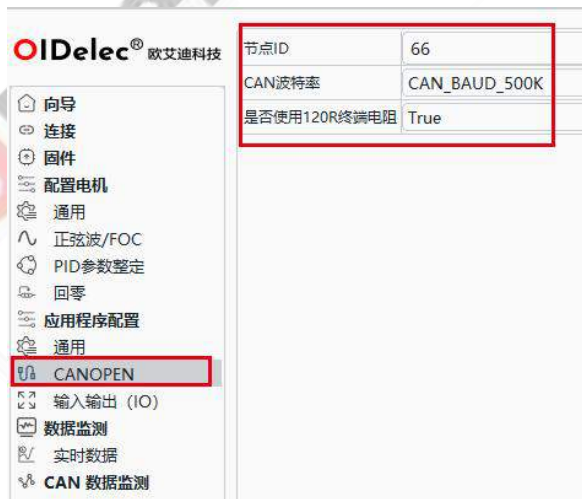 OIDelec® 欧艾迪科技
向导
连接
固件
配置电机
通用
正弦波/FOC
PID参数整定
回零
应用程序配置
通用
CANOPEN
输入输出（IO）
数据监测
实时数据
CAN 数据监测
节点ID 66
CAN波特率 CAN_BAUD_500K
是否使用120R终端电阻 True